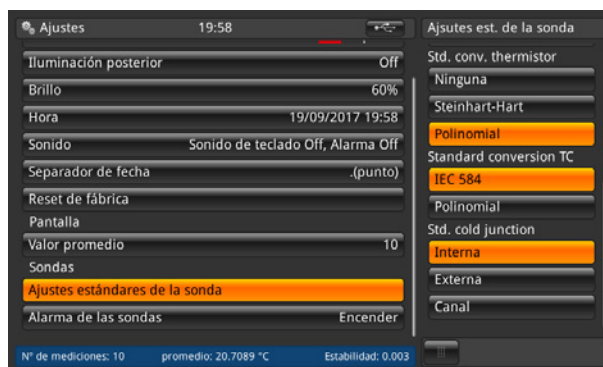 Ajustes 19:58
Iluminación posterior Off
Brillo 60%
Hora 19/09/2017 19:58
Sonido Sonido de teclado Off, Alarma Off
Separador de fecha .(punto)
Reset de fábrica
Pantalla
Valor promedio 10
Sondas
Ajustes estándares de la sonda
Alarma de las sondas Encender
Nº de mediciones: 10 promedio: 20.7089 °C Estabilidad: 0.003
Ajsutes est. de la sonda
Std. conv. thermistor
Ninguna
Steinhart-Hart
Polinomial
Standard conversion TC
IEC 584
Polinomial
Std. cold junction
Interna
Externa
Canal